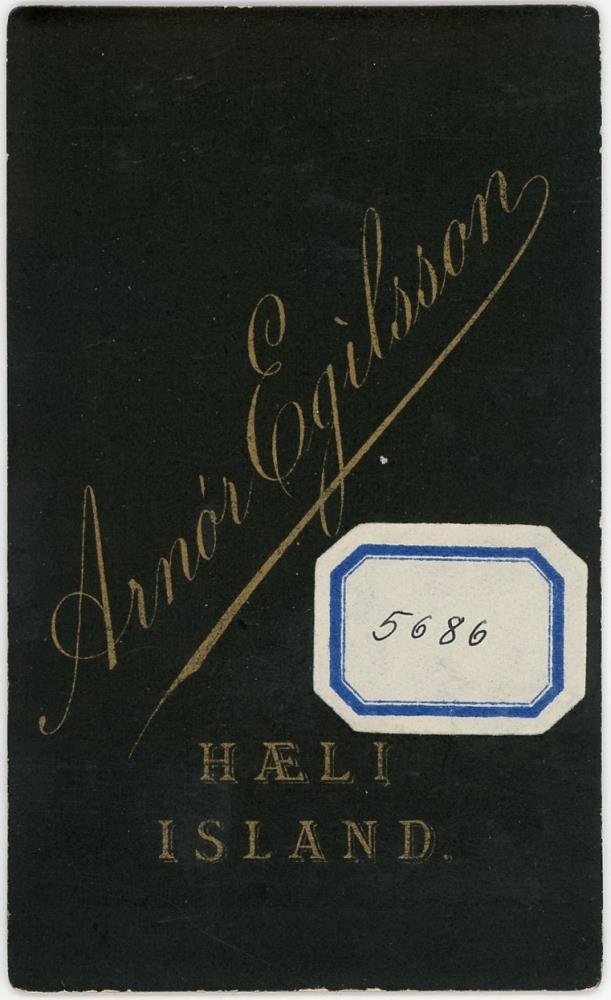 Arnór Egilsson
5686
HÆLI
ISLAND.